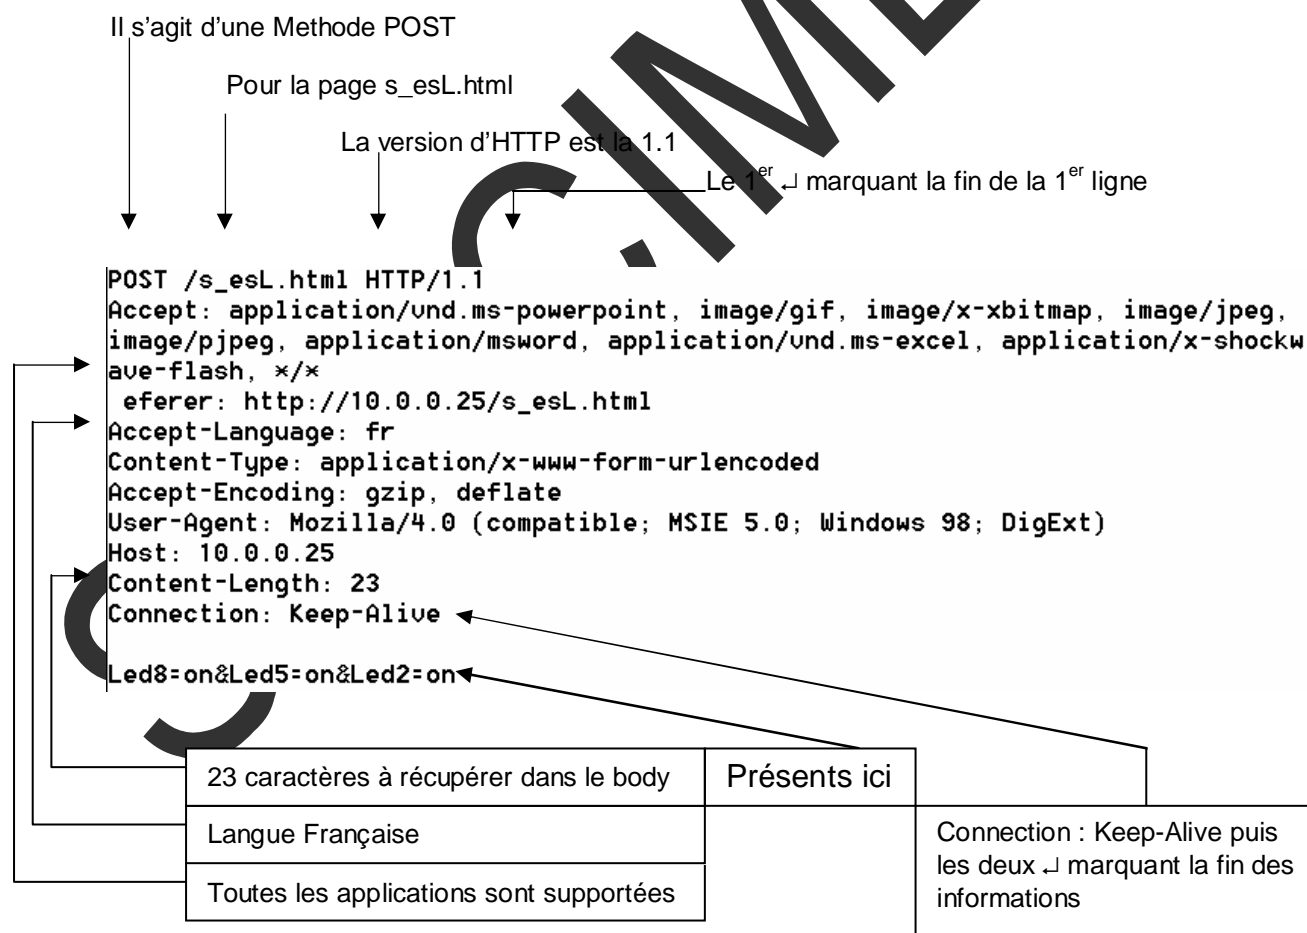 Il s'agit d'une Methode POST
Pour la page s_esL.html
La version d'HTTP est la 1.1
Le 1er ↵ marquant la fin de la 1er ligne
POST /s_esL.html HTTP/1.1
Accept: application/vnd.ms-powerpoint, image/gif, image/x-xbitmap, image/jpeg,
image/pjpeg, application/msword, application/vnd.ms-excel, application/x-shockw
ave-flash, */*
eferer: http://10.0.0.25/s_esL.html
Accept-Language: fr
Content-Type: application/x-www-form-urlencoded
Accept-Encoding: gzip, deflate
User-Agent: Mozilla/4.0 (compatible; MSIE 5.0; Windows 98; DigExt)
Host: 10.0.0.25
Content-Length: 23
Connection: Keep-Alive
Led8=on&Led5=on&Led2=on
23 caractères à récupérer dans le body
Présents ici
Langue Française
Toutes les applications sont supportées
Connection : Keep-Alive puis
les deux ↵ marquant la fin des
informations